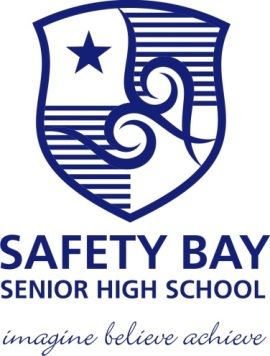 SAFETY BAY
SENIOR HIGH SCHOOL
imagine believe achieve